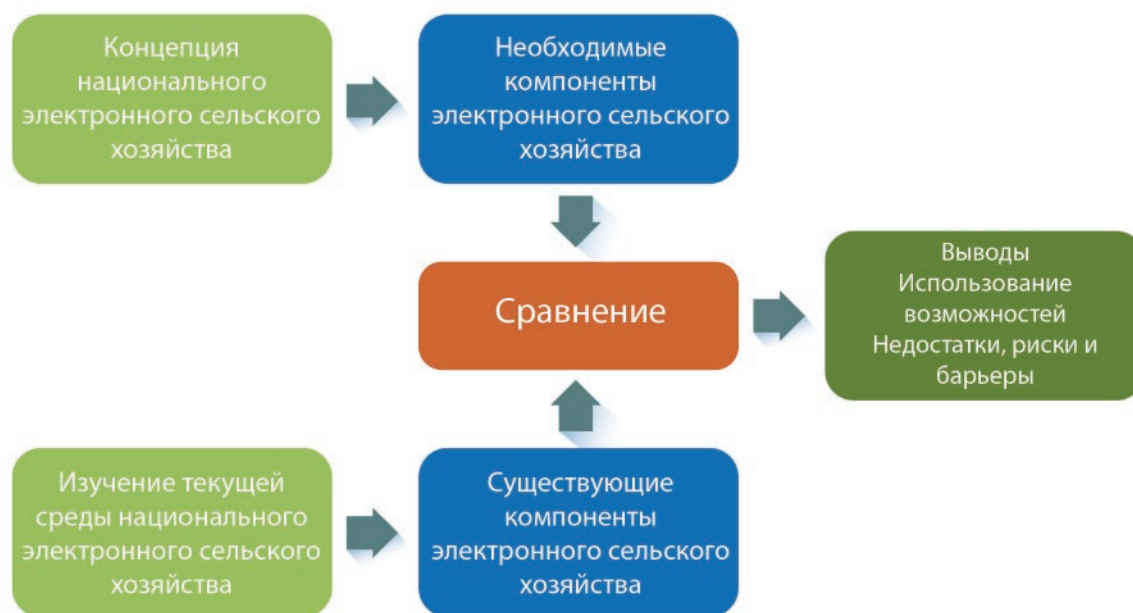 Концепция
национального
электронного сельского
хозяйства
Необходимые
компоненты
электронного сельского
хозяйства
Сравнение
Выводы
Использование
возможностей
Недостатки, риски и
барьеры
Изучение текущей
среды национального
электронного сельского
хозяйства
Существующие
компоненты
электронного сельского
хозяйства